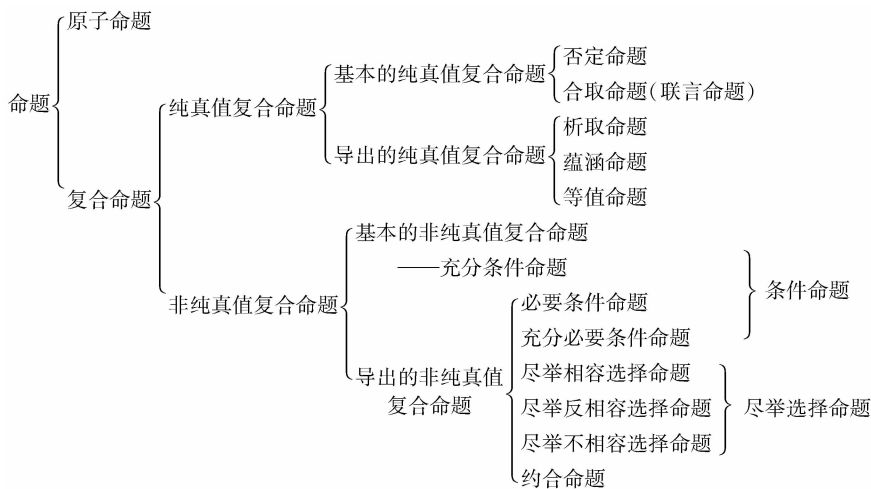 原子命题
否定命题
基本的纯真值复合命题
合取命题(联言命题)
命题
纯真值复合命题
析取命题
导出的纯真值复合命题
蕴涵命题
等值命题
复合命题
基本的非纯真值复合命题
——充分条件命题
条件命题
非纯真值复合命题
必要条件命题
充分必要条件命题
导出的非纯真值
复合命题
尽举相容选择命题
尽举反相容选择命题
尽举选择命题
尽举不相容选择命题
约合命题